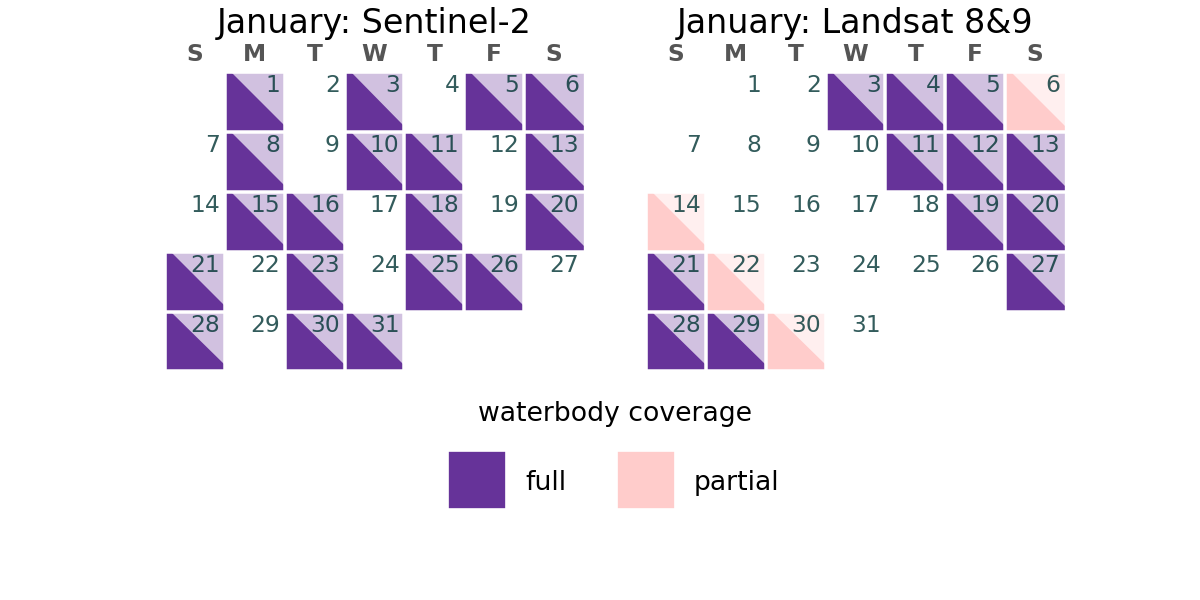 January: Sentinel-2
S M T W T F S
1 2 3 4 5 6
7 8 9 10 11 12 13
14 15 16 17 18 19 20
21 22 23 24 25 26 27
28 29 30 31
January: Landsat 8&9
S M T W T F S
1 2 3 4 5 6
7 8 9 10 11 12 13
14 15 16 17 18 19 20
21 22 23 24 25 26 27
28 29 30 31
waterbody coverage
full partial